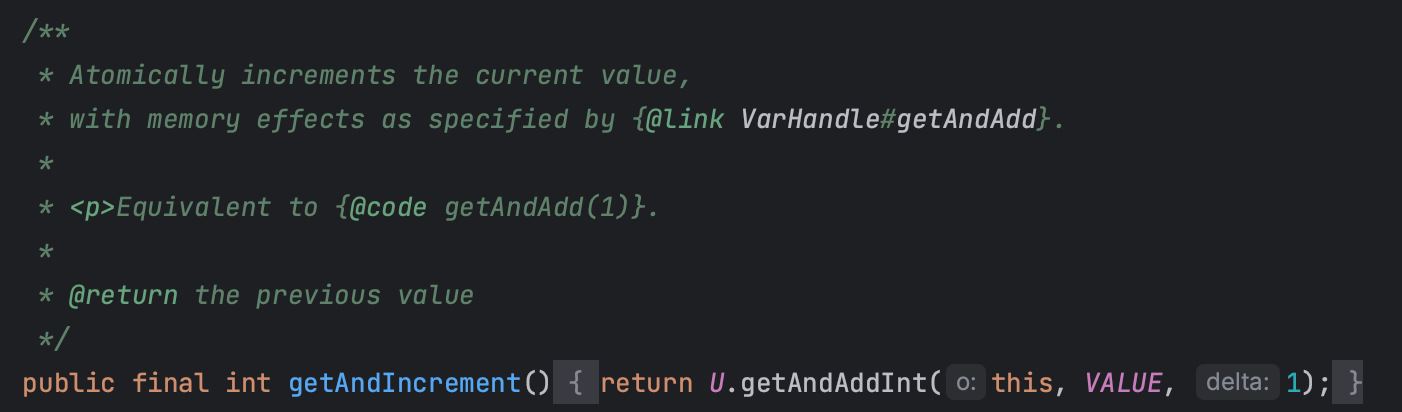 /**
* Atomically increments the current value,
* with memory effects as specified by {@link VarHandle#getAndAdd}.
*
* <p>Equivalent to {@code getAndAdd(1)}.
*
* @return the previous value
*/
public final int getAndIncrement() { return U.getAndAddInt( o: this, VALUE, delta: 1); }